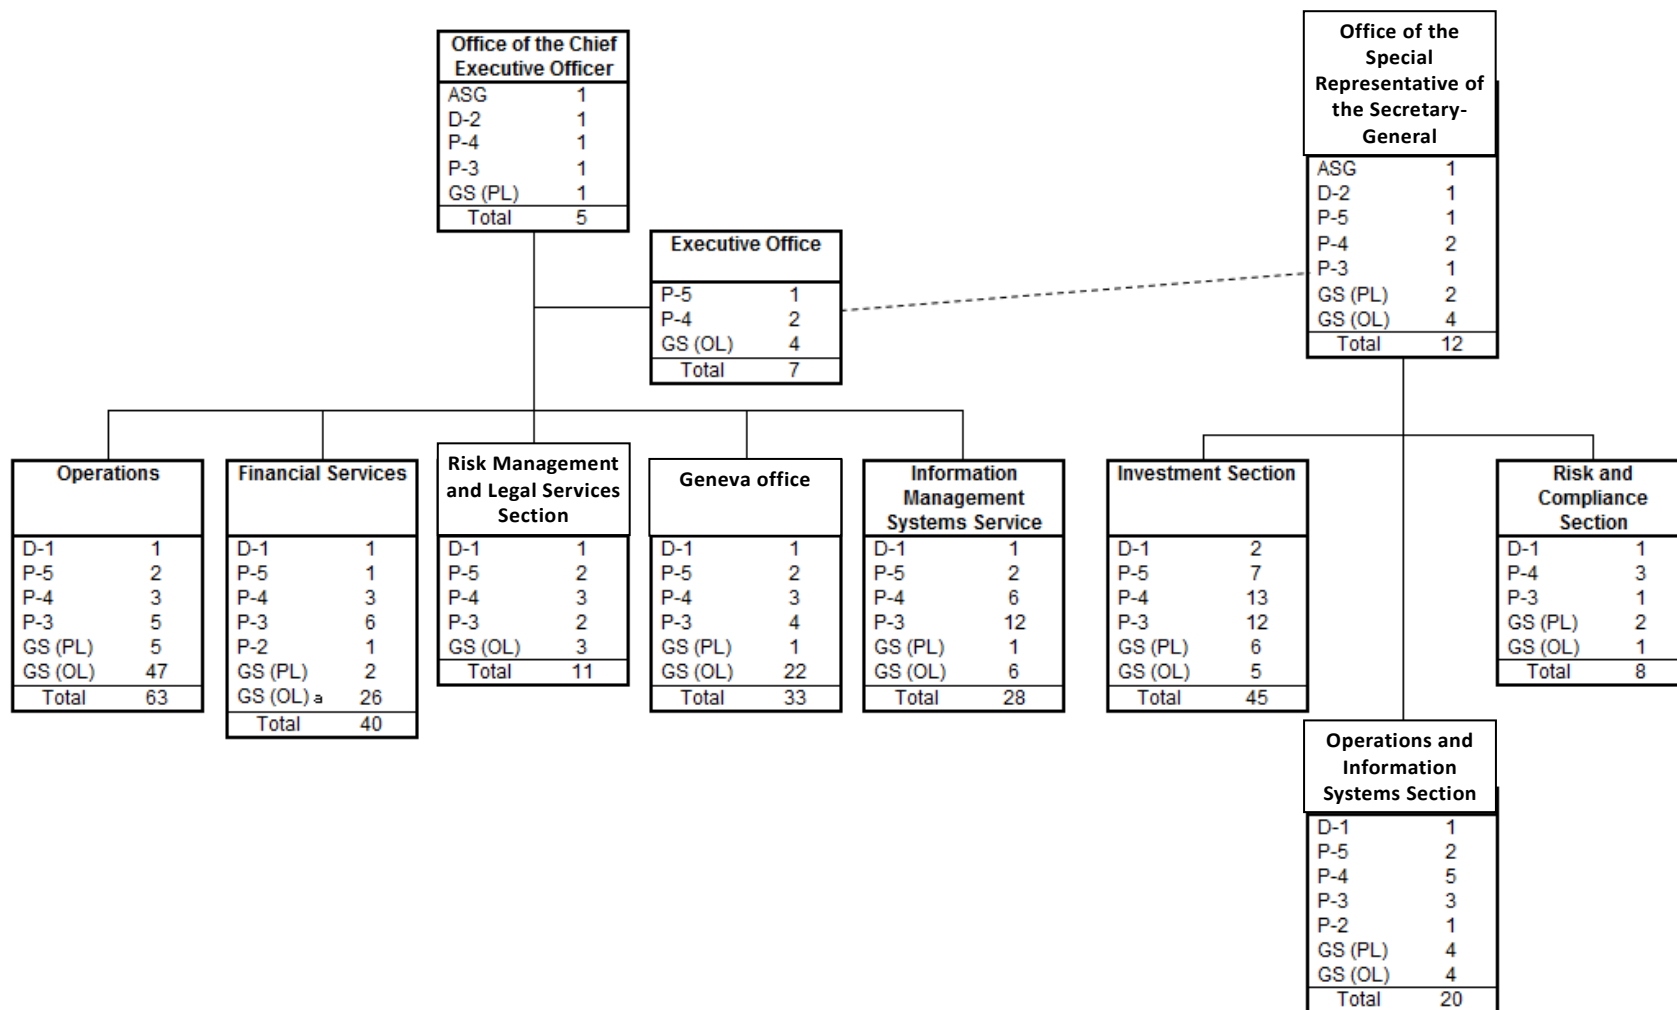 Office of the Chief
Executive Officer
ASG 1
D-2 1
P-4 1
P-3 1
GS (PL) 1
Total 5
Office of the
Special
Representative of
the Secretary-
General
ASG 1
D-2 1
P-5 1
P-4 2
P-3 1
GS (PL) 2
GS (OL) 4
Total 12
Executive Office
P-5 1
P-4 2
GS (OL) 4
Total 7
Operations
D-1 1
P-5 2
P-4 3
P-3 5
GS (PL) 5
GS (OL) 47
Total 63
Financial Services
D-1 1
P-5 1
P-4 3
P-3 6
P-2 1
GS (PL) 2
GS (OL) a 26
Total 40
Risk Management
and Legal Services
Section
D-1 1
P-5 2
P-4 3
P-3 2
GS (OL) 3
Total 11
Geneva office
D-1 1
P-5 2
P-4 3
P-3 4
GS (PL) 1
GS (OL) 22
Total 33
Information
Management
Systems Service
D-1 1
P-5 2
P-4 6
P-3 12
GS (PL) 1
GS (OL) 6
Total 28
Investment Section
D-1 2
P-5 7
P-4 13
P-3 12
GS (PL) 6
GS (OL) 5
Total 45
Risk and
Compliance
Section
D-1 1
P-4 3
P-3 1
GS (PL) 2
GS (OL) 1
Total 8
Operations and
Information
Systems Section
D-1 1
P-5 2
P-4 5
P-3 3
P-2 1
GS (PL) 4
GS (OL) 4
Total 20